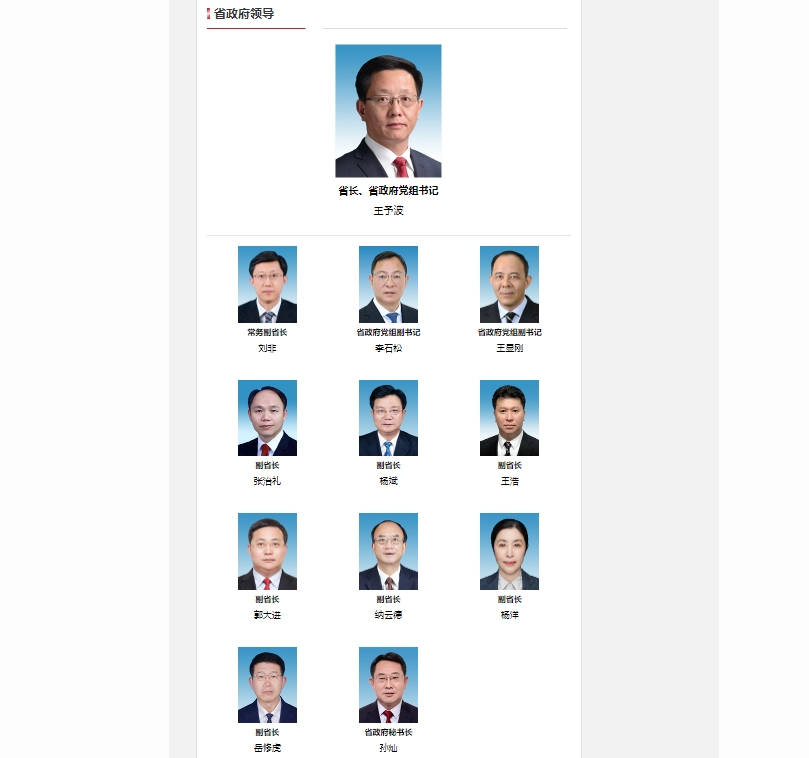 省政府领导
省长、省政府党组书记
王予波
常务副省长
刘非
省政府党组副书记
李石松
省政府党组副书记
王显刚
副省长
张治礼
副省长
杨斌
副省长
王浩
副省长
郭大进
副省长
纳云德
副省长
杨洋
副省长
岳修虎
省政府秘书长
孙灿